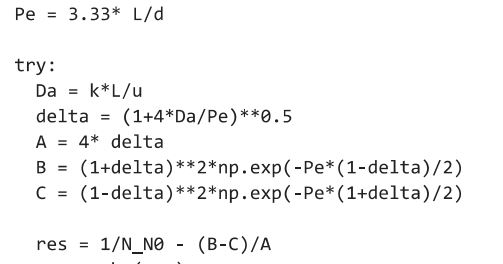 Pe = 3.33* L/d
try:
Da = k*L/u
delta = (1+4*Da/Pe)**0.5
A = 4* delta
B = (1+delta)**2*np.exp(-Pe*(1-delta)/2)
C = (1-delta)**2*np.exp(-Pe*(1+delta)/2)
res = 1/N_N0 - (B-C)/A